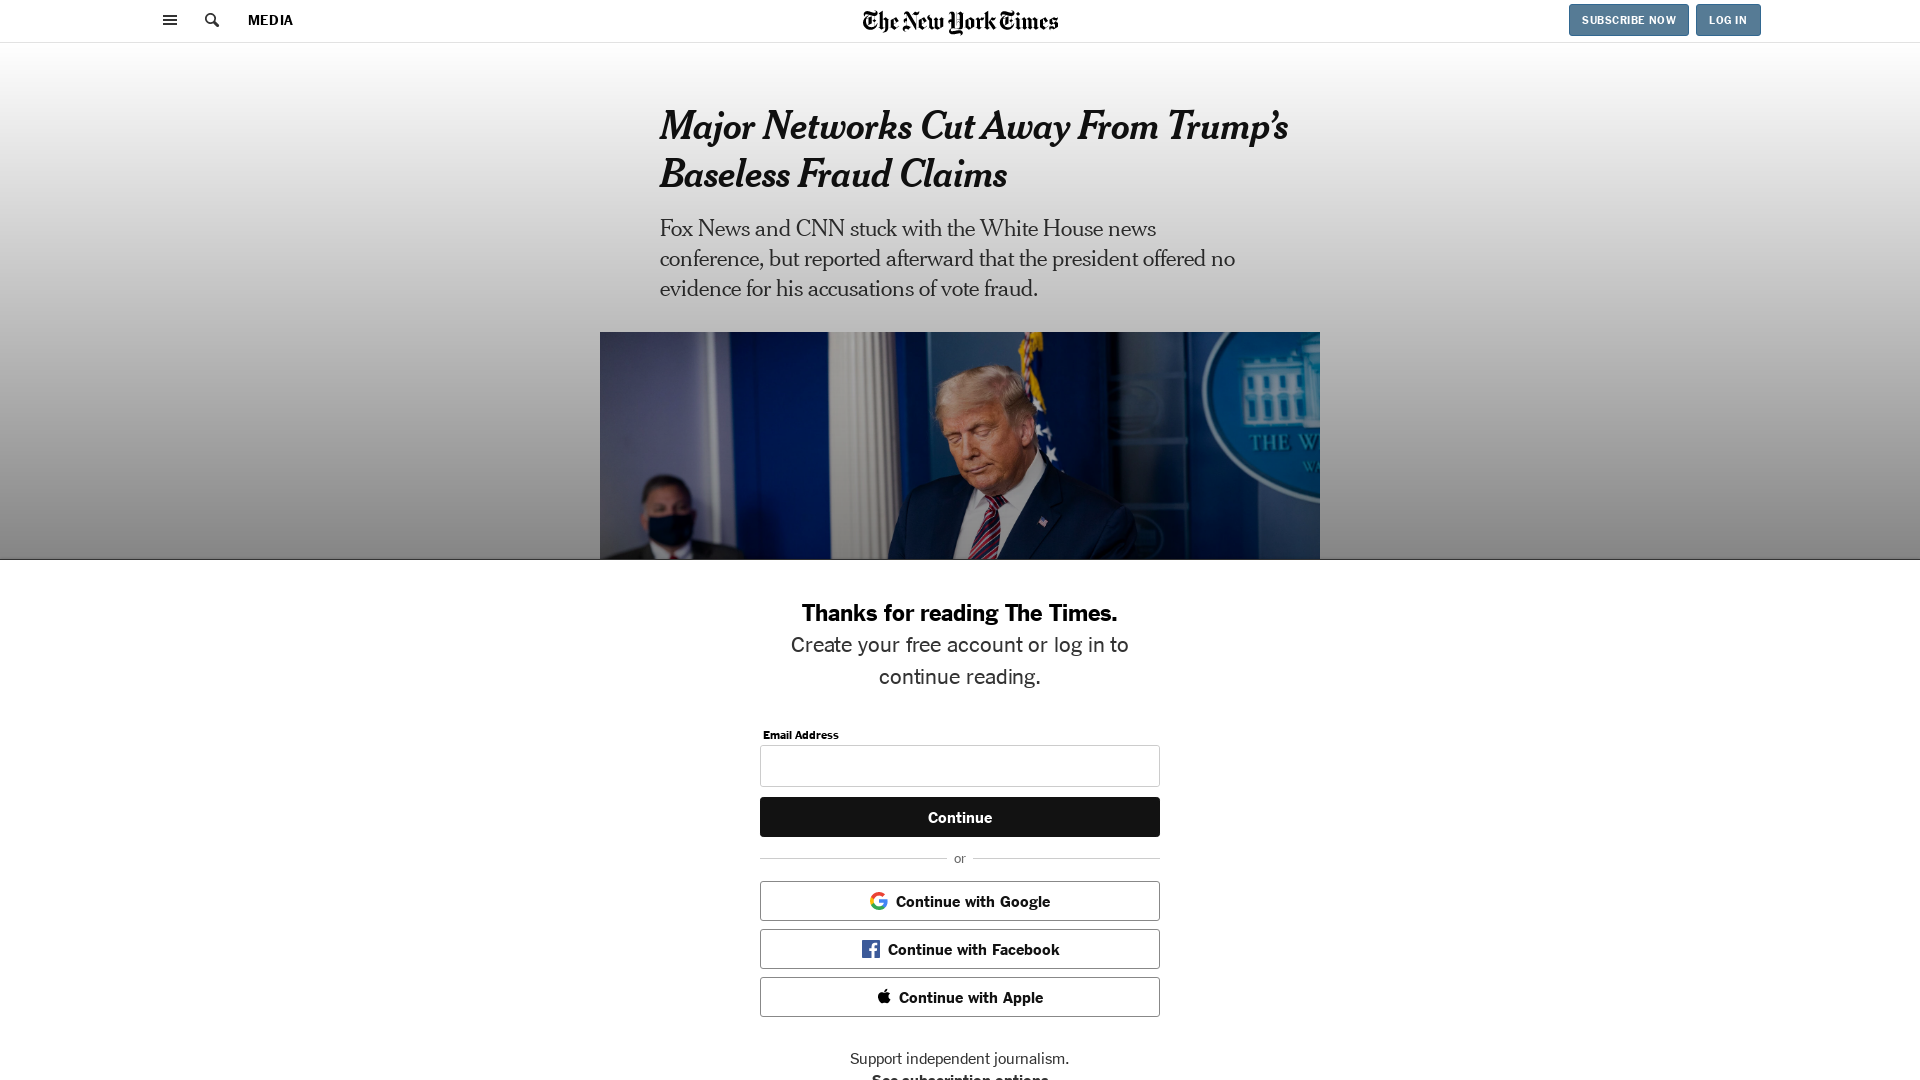 MEDIA
The New York Times
SUBSCRIBE NOW
LOG IN
Major Networks Cut Away From Trump’s
Baseless Fraud Claims
Fox News and CNN stuck with the White House news
conference, but reported afterward that the president offered no
evidence for his accusations of vote fraud.
THE W
WA
Thanks for reading The Times.
Create your free account or log in to
continue reading.
Email Address
Continue
or
Continue with Google
Continue with Facebook
Continue with Apple
Support independent journalism.
See subscription options